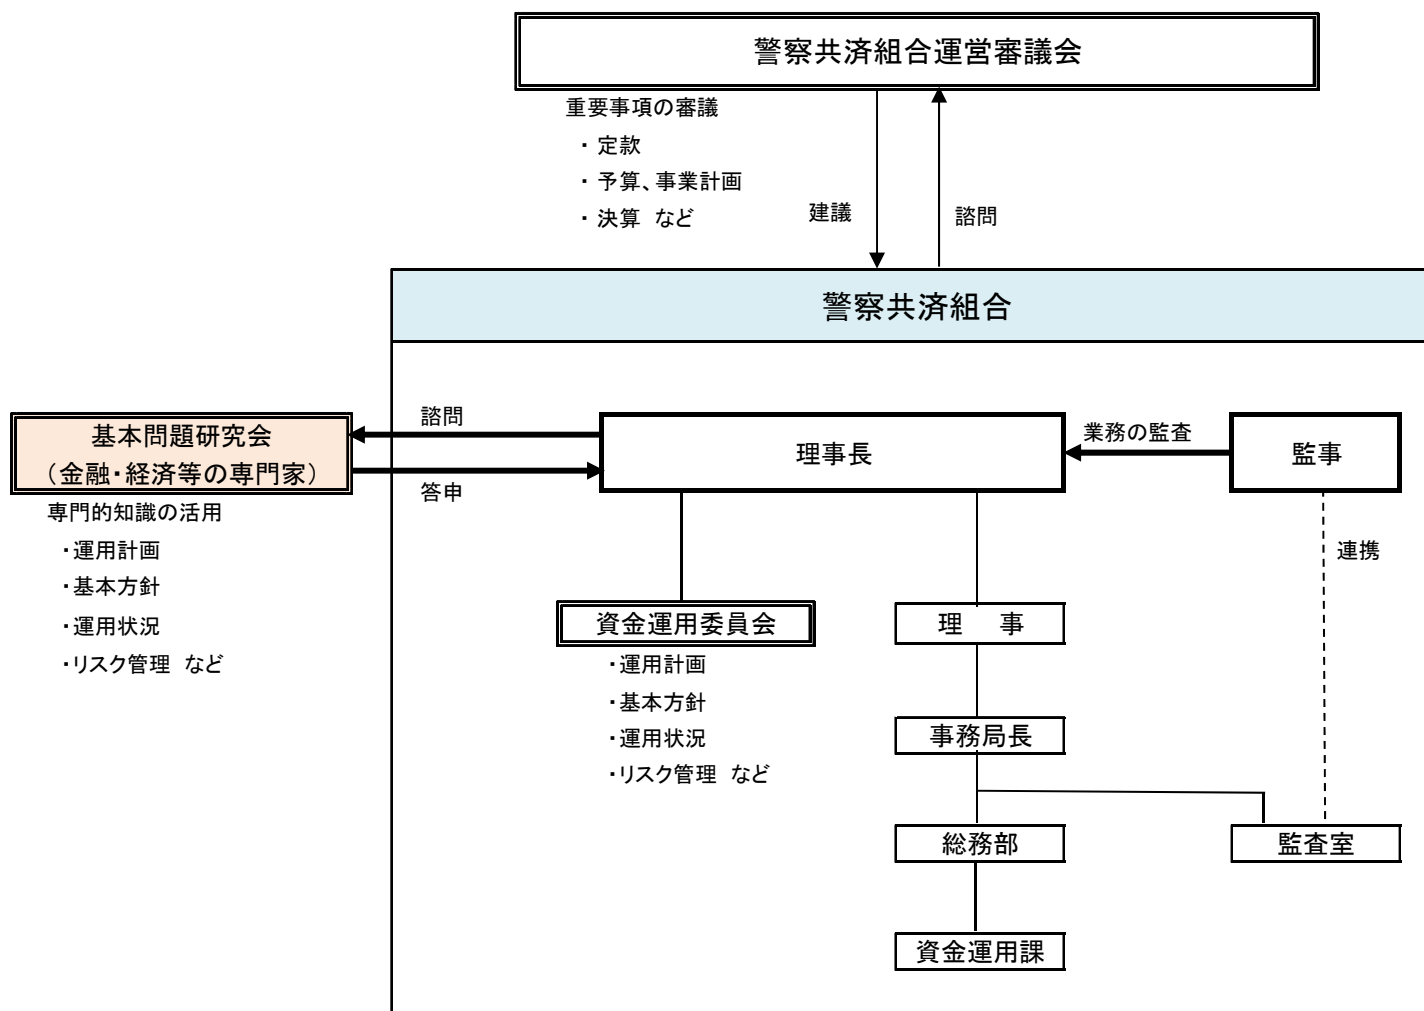 警察共済組合運営審議会
重要事項の審議
・ 定款
・ 予算、事業計画
・ 決算 など
建議
諮問
警察共済組合
基本問題研究会
（金融・経済等の専門家）
専門的知識の活用
・運用計画
・基本方針
・運用状況
・リスク管理 など
諮問
答申
理事長
業務の監査
監事
連携
資金運用委員会
・運用計画
・基本方針
・運用状況
・リスク管理 など
理 事
事務局長
総務部
監査室
資金運用課